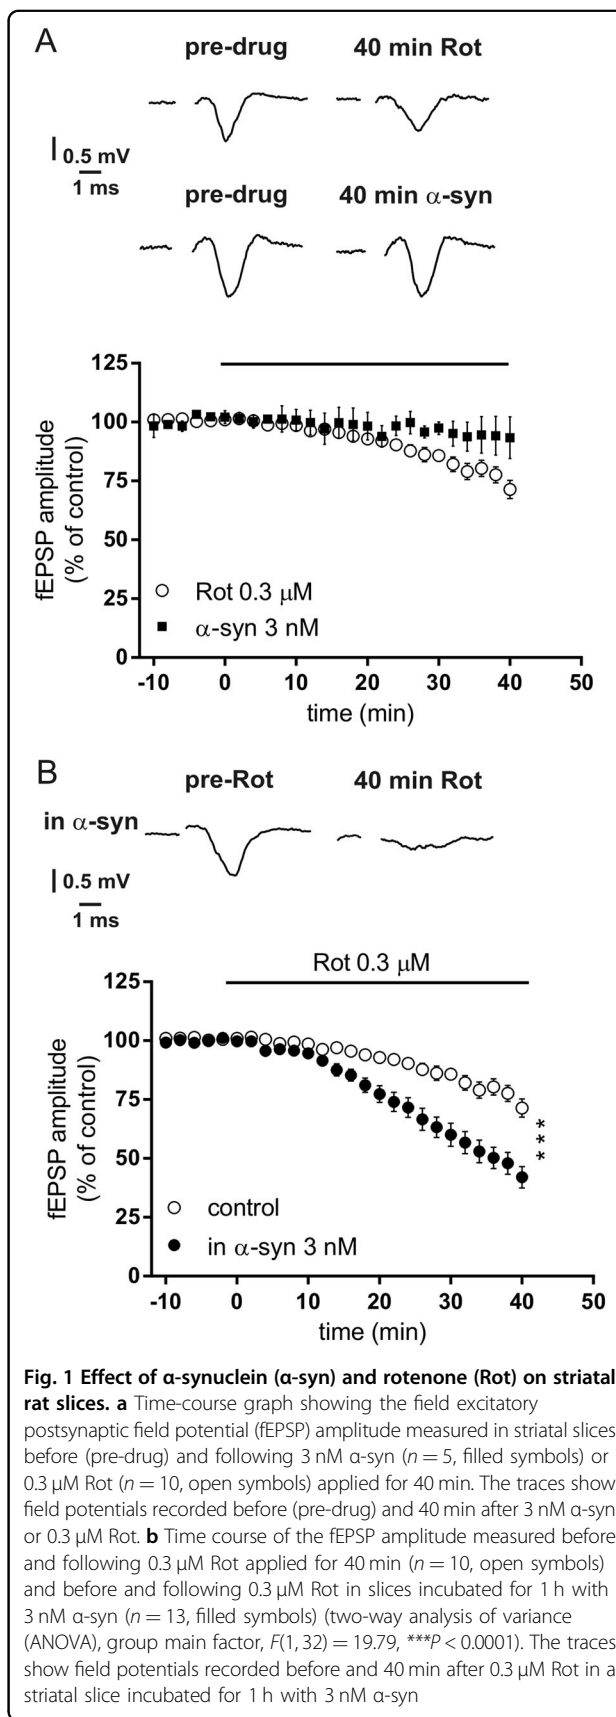 A
pre-drug 40 min Rot
0.5 mV
1 ms
pre-drug 40 min α-syn
125
100
75
50
25
0
fEPSP amplitude
(% of control)
Rot 0.3 μM
α-syn 3 nM
-10 0 10 20 30 40 50
time (min)
B
pre-Rot 40 min Rot
in α-syn
0.5 mV
1 ms
Rot 0.3 μM
125
100
75
50
25
0
fEPSP amplitude
(% of control)
***
control
in α-syn 3 nM
-10 0 10 20 30 40 50
time (min)
Fig. 1 Effect of α-synuclein (α-syn) and rotenone (Rot) on striatal
rat slices. a Time-course graph showing the field excitatory
postsynaptic field potential (fEPSP) amplitude measured in striatal slices
before (pre-drug) and following 3 nM α-syn (n = 5, filled symbols) or
0.3 μM Rot (n = 10, open symbols) applied for 40 min. The traces show
field potentials recorded before (pre-drug) and 40 min after 3 nM α-syn
or 0.3 μM Rot. b Time course of the fEPSP amplitude measured before
and following 0.3 μM Rot applied for 40 min (n = 10, open symbols)
and before and following 0.3 μM Rot in slices incubated for 1 h with
3 nM α-syn (n = 13, filled symbols) (two-way analysis of variance
(ANOVA), group main factor, F(1, 32) = 19.79, ***P < 0.0001). The traces
show field potentials recorded before and 40 min after 0.3 μM Rot in a
striatal slice incubated for 1 h with 3 nM α-syn